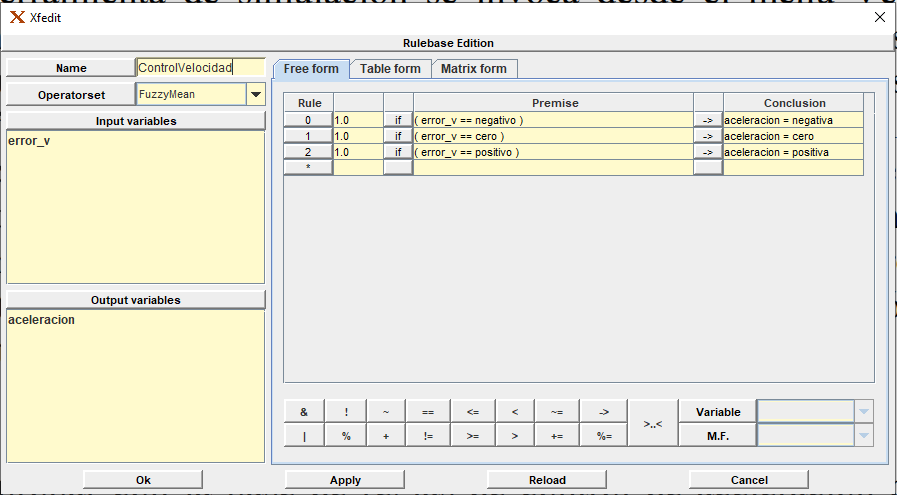 Xfedit
Rulebase Edition
Name ControlVelocidad
Operatorset FuzzyMean
Input variables
error_v
Output variables
aceleracion
Free form Table form Matrix form
Rule Premise Conclusion
0 1.0 if ( error_v == negativo ) -> aceleracion = negativa
1 1.0 if ( error_v == cero ) -> aceleracion = cero
2 1.0 if ( error_v == positivo ) -> aceleracion = positiva
*
& ! ~ == <= < ~= -> >..< Variable
| % + != >= > += %= M.F.
Ok Apply Reload Cancel